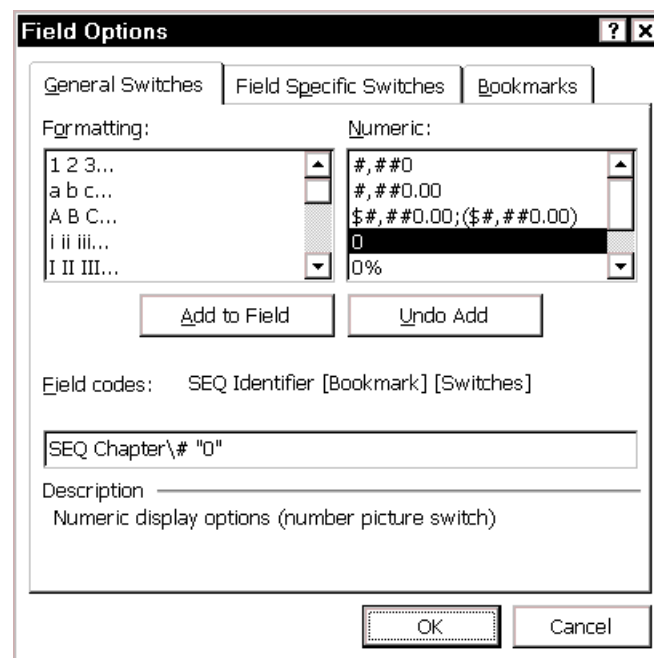 Field Options
General Switches
Field Specific Switches
Bookmarks
Formatting:
Numeric:
1 2 3...
a b c...
A B C...
i ii iii...
I II III...
#,##0
#,##0.00
$#,##0.00;($#,##0.00)
0
0%
Add to Field
Undo Add
Field codes: SEQ Identifier [Bookmark] [Switches]
SEQ Chapter\# "0"
Description
Numeric display options (number picture switch)
OK
Cancel